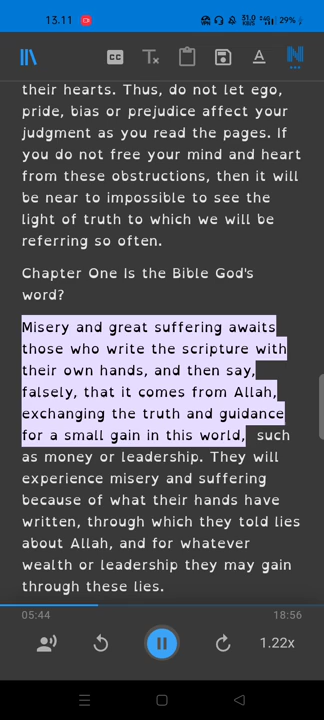 13.11
31.0
KB/S
29%
CC
their hearts. Thus, do not let ego,
pride, bias or prejudice affect your
judgment as you read the pages. If
you do not free your mind and heart
from these obstructions, then it will
be near to impossible to see the
light of truth to which we will be
referring so often.
Chapter One Is the Bible God's
word?
Misery and great suffering awaits
those who write the scripture with
their own hands, and then say,
falsely, that it comes from Allah,
exchanging the truth and guidance
for a small gain in this world, such
as money or leadership. They will
experience misery and suffering
because of what their hands have
written, through which they told lies
about Allah, and for whatever
wealth or leadership they may gain
through these lies.
05:44
18:56
1.22x